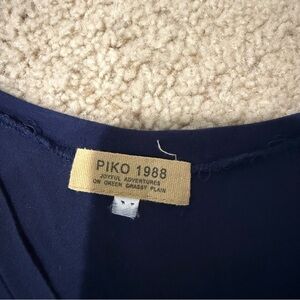 PIKO 1988
JOYFUL ADVENTURES
ON GREEN GRASSY PLAIN